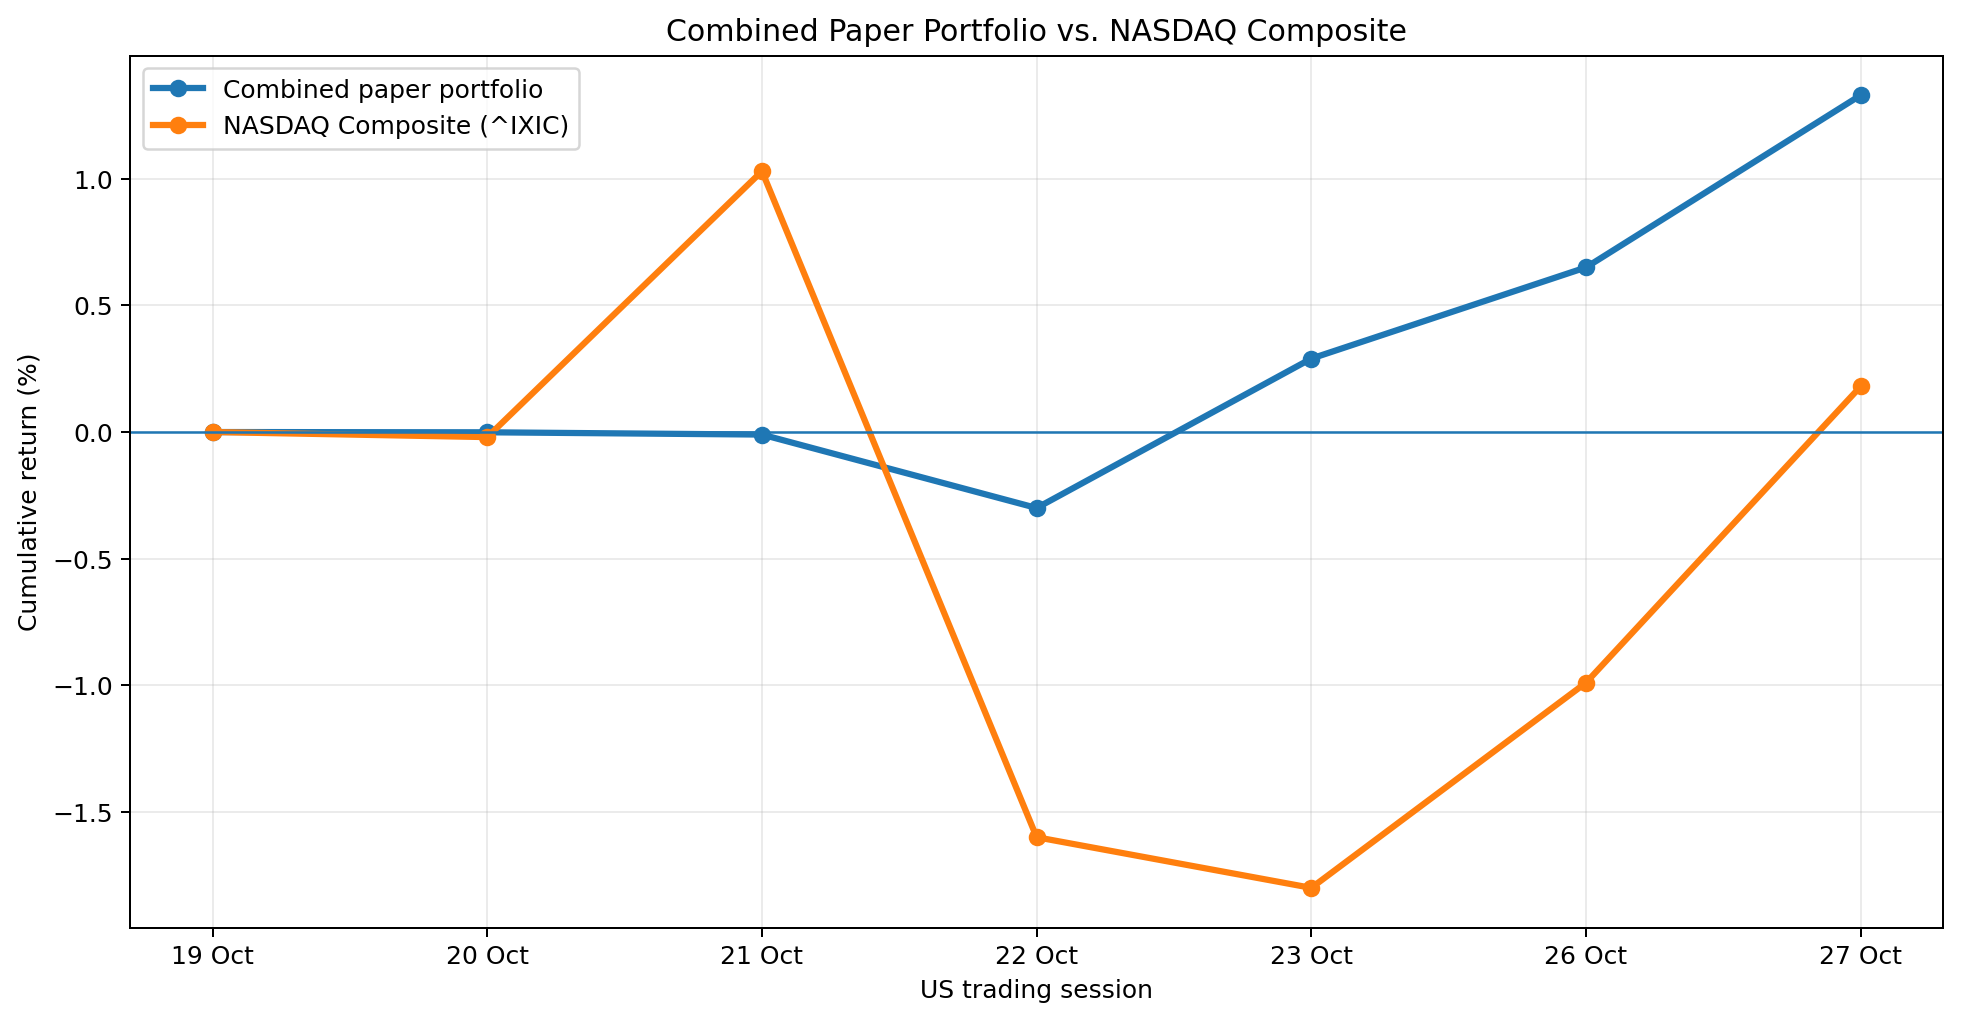 Combined Paper Portfolio vs. NASDAQ Composite
Combined paper portfolio
NASDAQ Composite (^IXIC)
1.0
0.5
0.0
−0.5
−1.0
−1.5
Cumulative return (%)
19 Oct
20 Oct
21 Oct
22 Oct
23 Oct
26 Oct
27 Oct
US trading session